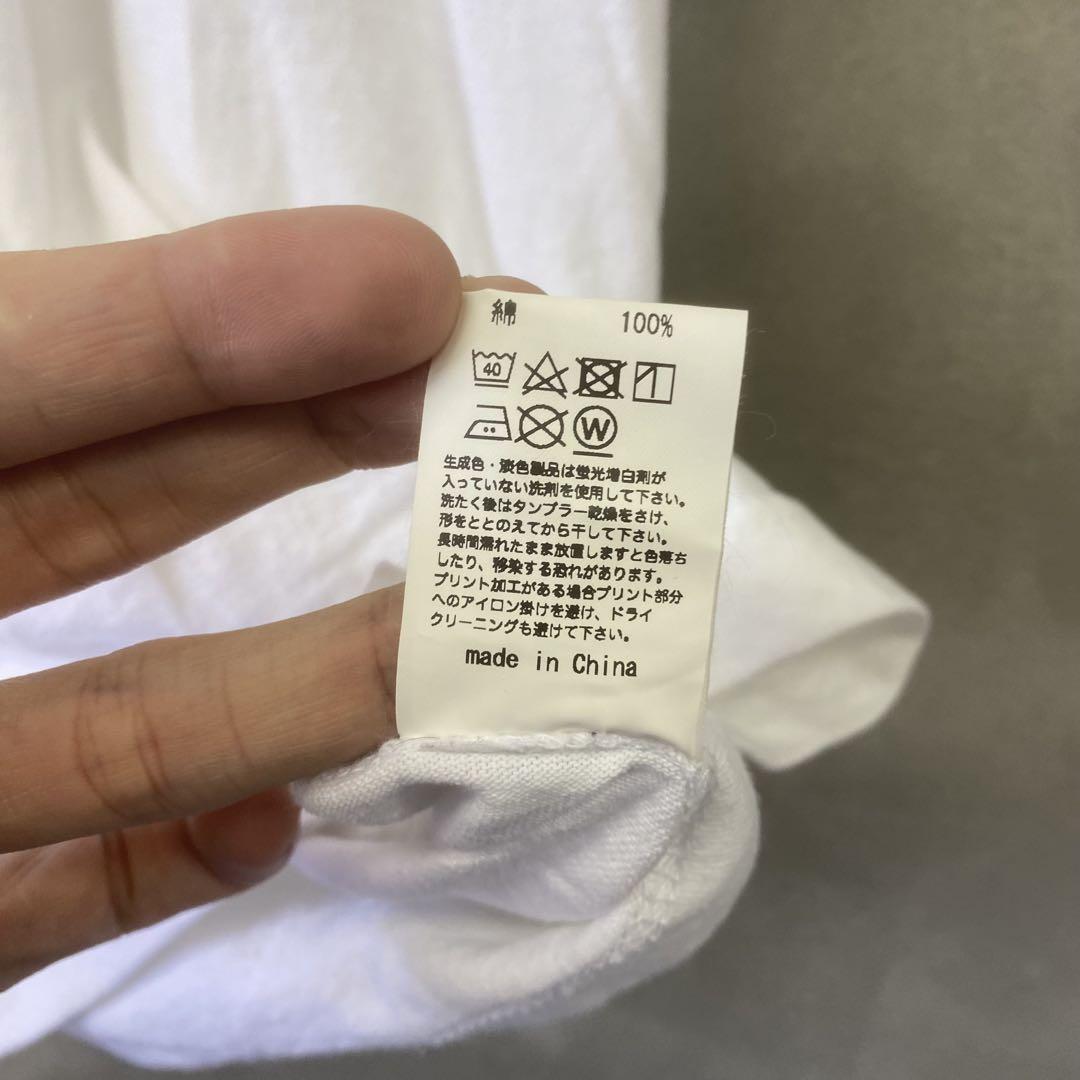 綿 100%
40
W
生成色・淡色製品は蛍光増白剤が
入っていない洗剤を使用して下さい。
洗たく後はタンブラー乾燥をさけ、
形をととのえてから干して下さい。
長時間濡れたまま放置しますと色落ち
したり、移染する恐れがあります。
プリント加工がある場合プリント部分
へのアイロン掛けを避け、ドライ
クリーニングも避けて下さい。
made in China